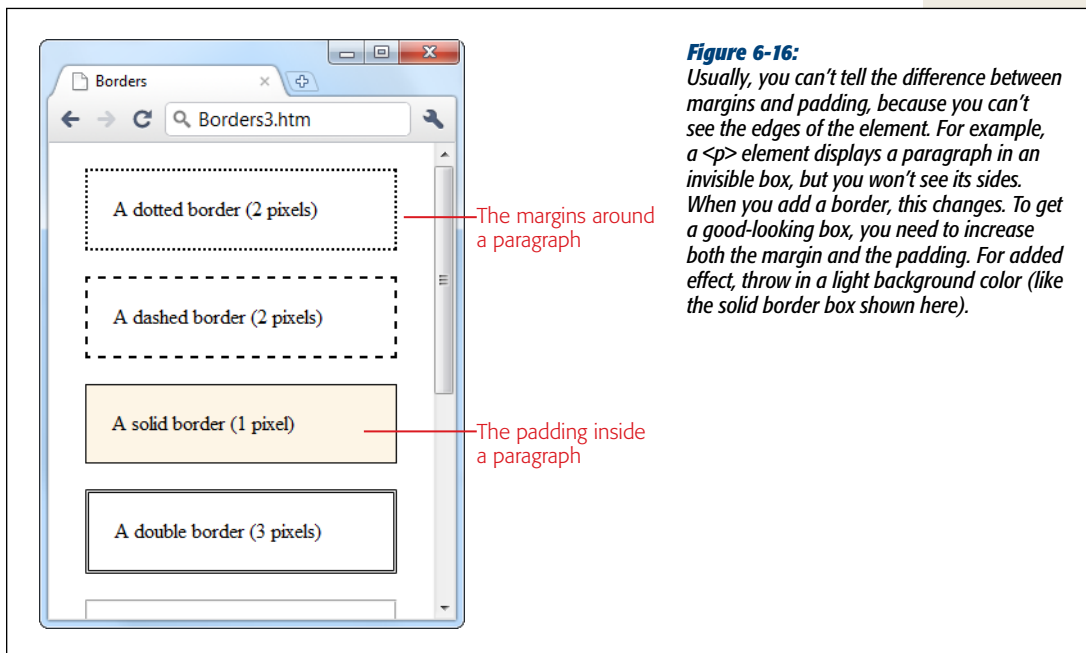 Borders
Borders3.htm
A dotted border (2 pixels)
A dashed border (2 pixels)
A solid border (1 pixel)
A double border (3 pixels)
The margins around
a paragraph
The padding inside
a paragraph
Figure 6-16:
Usually, you can't tell the difference between
margins and padding, because you can't
see the edges of the element. For example,
a <p> element displays a paragraph in an
invisible box, but you won't see its sides.
When you add a border, this changes. To get
a good-looking box, you need to increase
both the margin and the padding. For added
effect, throw in a light background color (like
the solid border box shown here).